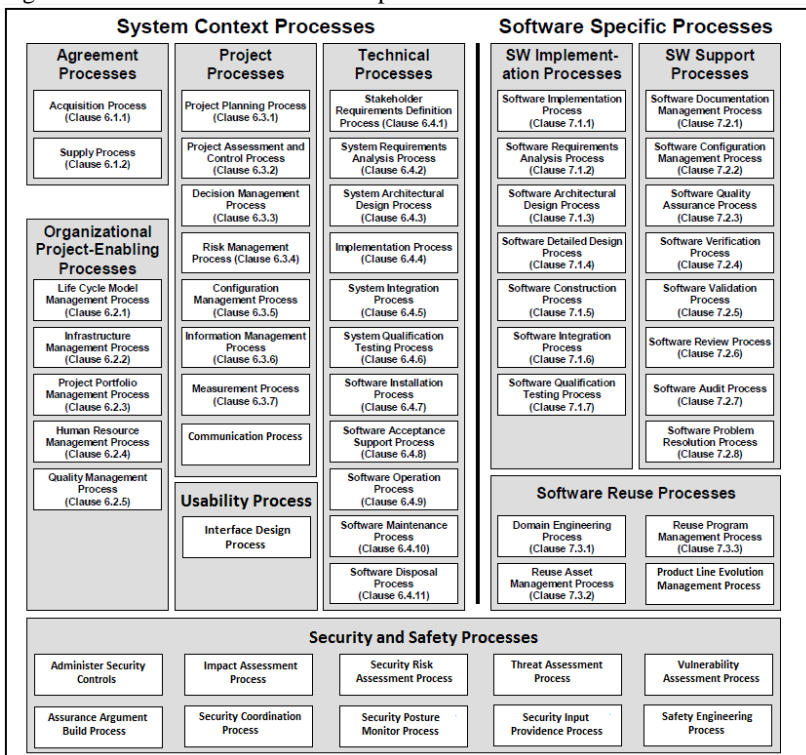 System Context Processes
Software Specific Processes
Agreement
Processes
Acquisition Process
(Clause 6.1.1)
Supply Process
(Clause 6.1.2)
Organizational
Project-Enabling
Processes
Life Cycle Model
Management Process
(Clause 6.2.1)
Infrastructure
Management Process
(Clause 6.2.2)
Project Portfolio
Management Process
(Clause 6.2.3)
Human Resource
Management Process
(Clause 6.2.4)
Quality Management
Process
(Clause 6.2.5)
Project
Processes
Project Planning Process
(Clause 6.3.1)
Project Assessment and
Control Process
(Clause 6.3.2)
Decision Management
Process
(Clause 6.3.3)
Risk Management
Process (Clause 6.3.4)
Configuration
Management Process
(Clause 6.3.5)
Information Management
Process
(Clause 6.3.6)
Measurement Process
(Clause 6.3.7)
Communication Process
Usability Process
Interface Design
Process
Technical
Processes
Stakeholder
Requirements Definition
Process (Clause 6.4.1)
System Requirements
Analysis Process
(Clause 6.4.2)
System Architectural
Design Process
(Clause 6.4.3)
Implementation Process
(Clause 6.4.4)
System Integration
Process
(Clause 6.4.5)
System Qualification
Testing Process
(Clause 6.4.6)
Software Installation
Process
(Clause 6.4.7)
Software Acceptance
Support Process
(Clause 6.4.8)
Software Operation
Process
(Clause 6.4.9)
Software Maintenance
Process
(Clause 6.4.10)
Software Disposal
Process
(Clause 6.4.11)
SW Implement-
ation Processes
Software Implementation
Process
(Clause 7.1.1)
Software Requirements
Analysis Process
(Clause 7.1.2)
Software Architectural
Design Process
(Clause 7.1.3)
Software Detailed Design
Process
(Clause 7.1.4)
Software Construction
Process
(Clause 7.1.5)
Software Integration
Process
(Clause 7.1.6)
Software Qualification
Testing Process
(Clause 7.1.7)
SW Support
Processes
Software Documentation
Management Process
(Clause 7.2.1)
Software Configuration
Management Process
(Clause 7.2.2)
Software Quality
Assurance Process
(Clause 7.2.3)
Software Verification
Process
(Clause 7.2.4)
Software Validation
Process
(Clause 7.2.5)
Software Review Process
(Clause 7.2.6)
Software Audit Process
(Clause 7.2.7)
Software Problem
Resolution Process
(Clause 7.2.8)
Software Reuse Processes
Domain Engineering
Process
(Clause 7.3.1)
Reuse Program
Management Process
(Clause 7.3.3)
Reuse Asset
Management Process
(Clause 7.3.2)
Product Line Evolution
Management Process
Security and Safety Processes
Administer Security
Controls
Impact Assessment
Process
Security Risk
Assessment Process
Threat Assessment
Process
Vulnerability
Assessment Process
Assurance Argument
Build Process
Security Coordination
Process
Security Posture
Monitor Process
Security Input
Providence Process
Safety Engineering
Process